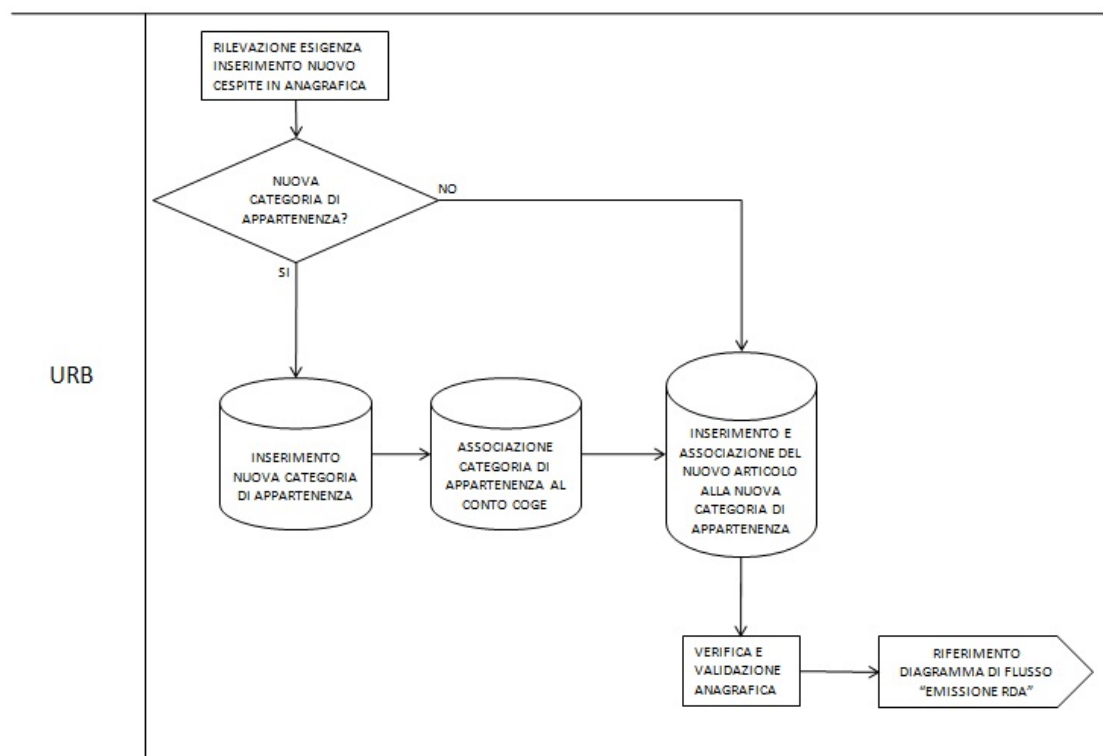 RILEVAZIONE ESIGENZA
INSERIMENTO NUOVO
CESPITE IN ANAGRAFICA
NUOVA
CATEGORIA DI
APPARTENENZA?
NO
SI
URB
INSERIMENTO
NUOVA CATEGORIA
DI APPARTENENZA
ASSOCIAZIONE
CATEGORIA DI
APPARTENENZA AL
CONTO COGE
INSERIMENTO E
ASSOCIAZIONE DEL
NUOVO ARTICOLO
ALLA NUOVA
CATEGORIA DI
APPARTENENZA
VERIFICA E
VALIDAZIONE
ANAGRAFICA
RIFERIMENTO
DIAGRAMMA DI FLUSSO
“EMISSIONE RDA”